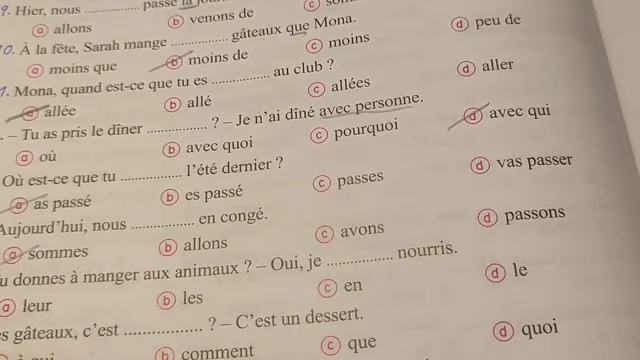 9. Hier, nous ............... passé la
a allons b venons de c
10. À la fête, Sarah mange ............... gâteaux que Mona.
a moins que b moins de c moins d peu de
Mona, quand est-ce que tu es ............... au club ?
a allée b allé c allées d aller
– Tu as pris le dîner ............... ? – Je n'ai dîné avec personne.
a où b avec quoi c pourquoi d avec qui
Où est-ce que tu ............... l'été dernier ?
a as passé b es passé c passes d vas passer
Aujourd'hui, nous ............... en congé.
a sommes b allons c avons d passons
donnes à manger aux animaux ? – Oui, je ............... nourris.
a leur b les c en d le
gâteaux, c'est ............... ? – C'est un dessert.
b comment c que d quoi